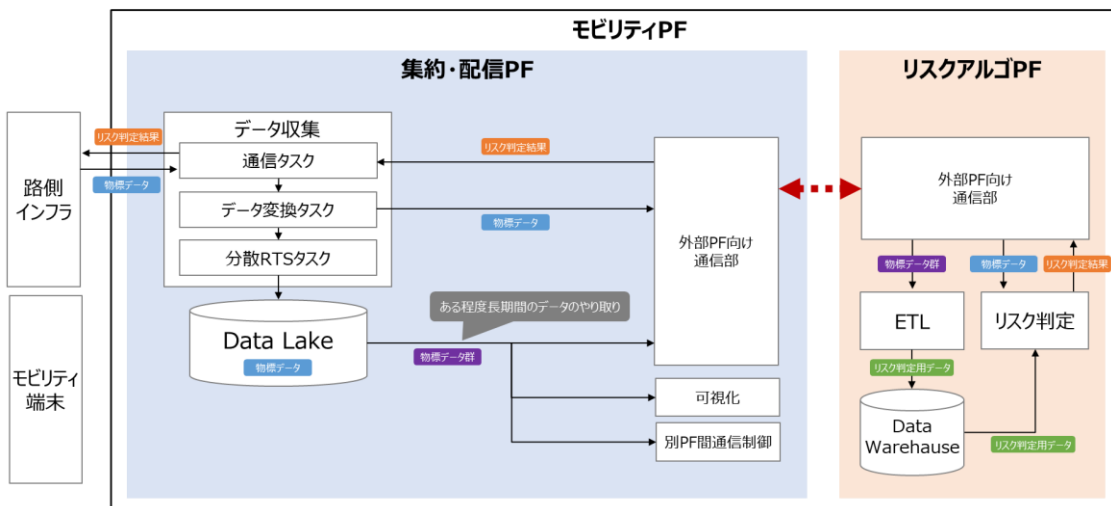 モビリティPF
集約・配信PF
リスクアルゴPF
路側
インフラ
モビリティ
端末
リスク判定結果
物標データ
データ収集
通信タスク
データ変換タスク
分散RTSタスク
リスク判定結果
物標データ
Data Lake
物標データ
ある程度長期間のデータのやり取り
物標データ群
外部PF向け
通信部
可視化
別PF間通信制御
外部PF向け
通信部
物標データ群
物標データ
リスク判定結果
ETL
リスク判定
リスク判定用データ
Data
Warehause
リスク判定用データ